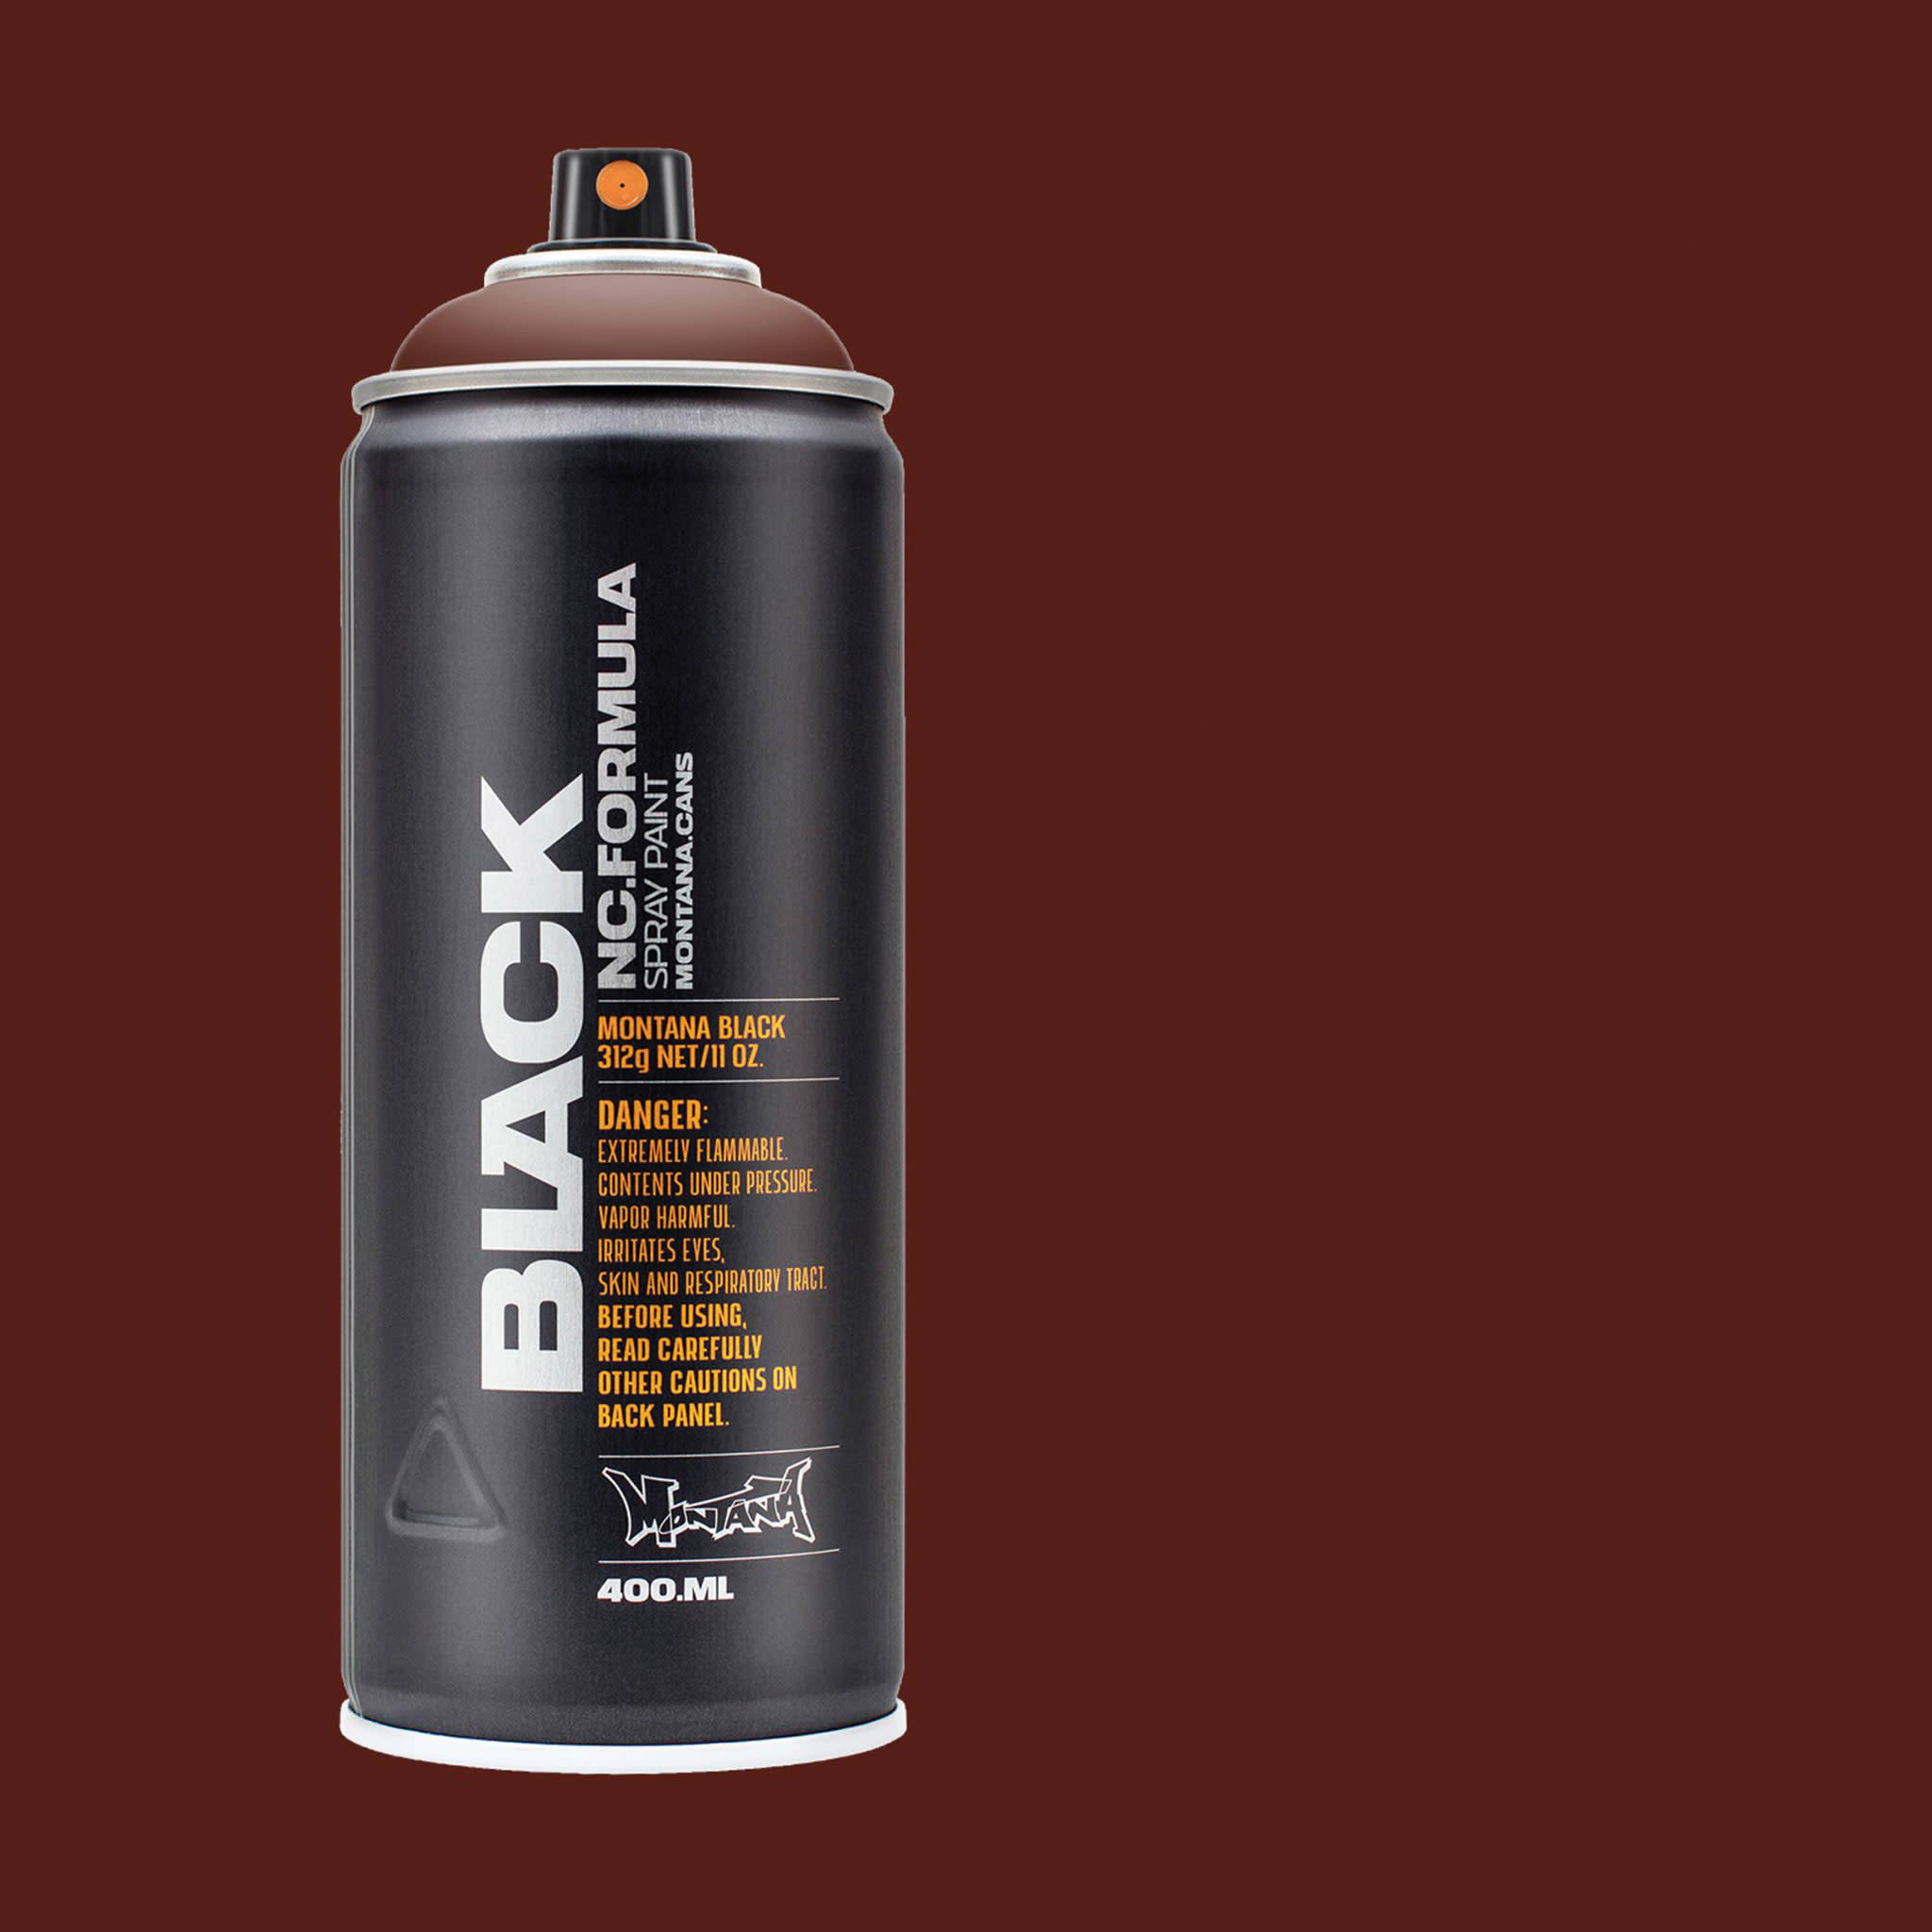 BLACK
NC.FORMULA
SPRAY PAINT
MONTANA.CANS
MONTANA BLACK
312g NET/11 OZ.
DANGER:
EXTREMELY FLAMMABLE.
CONTENTS UNDER PRESSURE.
VAPOR HARMFUL.
IRRITATES EYES,
SKIN AND RESPIRATORY TRACT.
BEFORE USING,
READ CAREFULLY
OTHER CAUTIONS ON
BACK PANEL.
MONTANA
400.ML